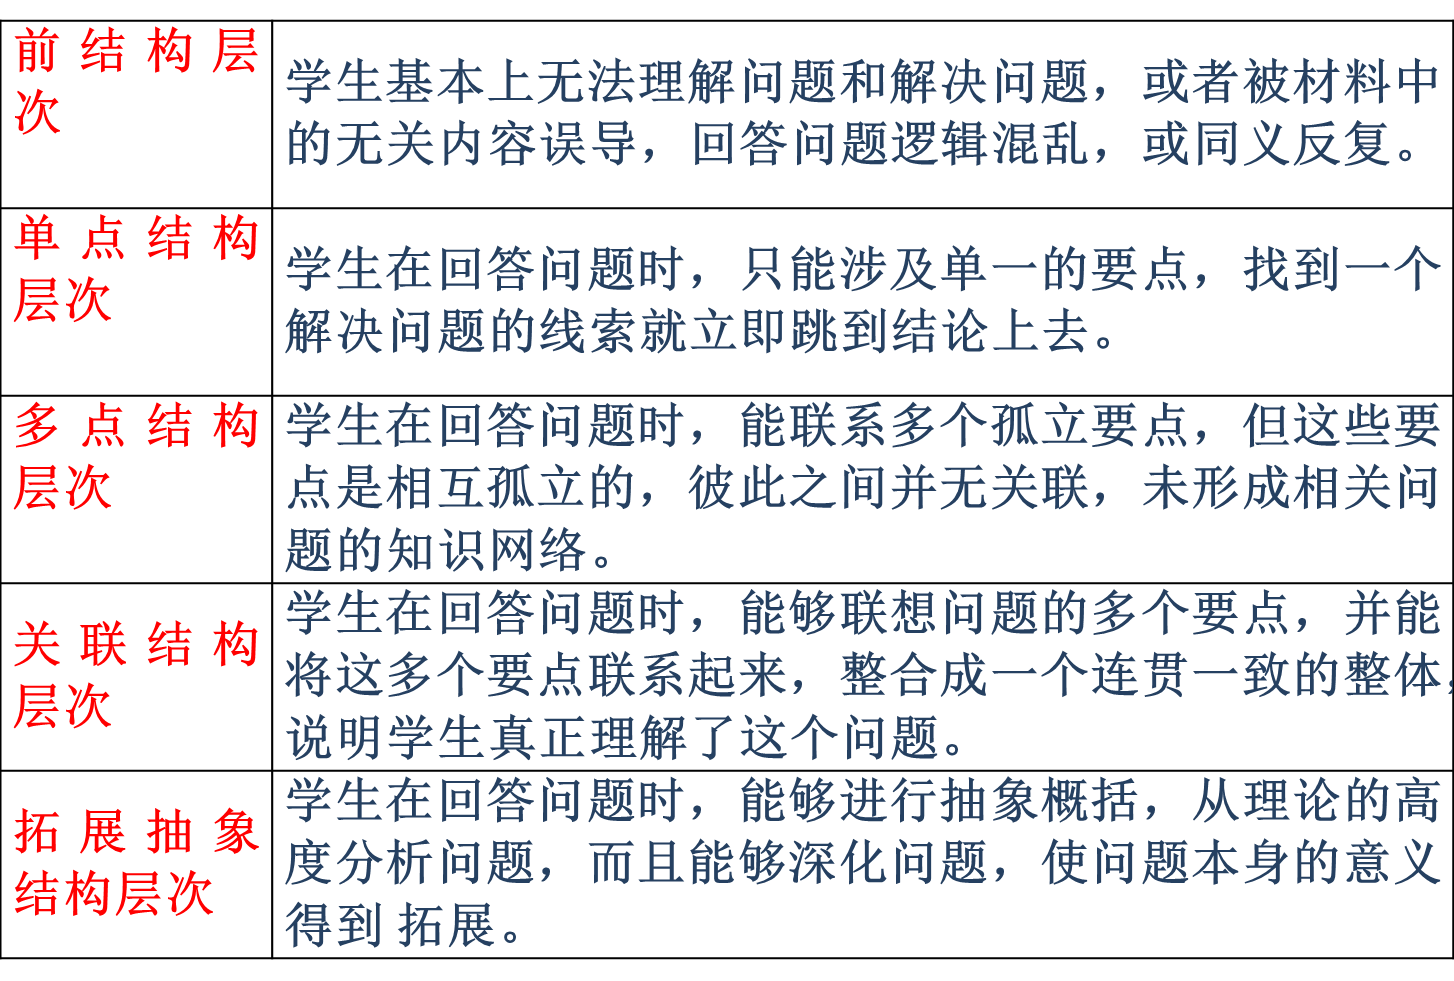 前结构层
次
学生基本上无法理解问题和解决问题，或者被材料中
的无关内容误导，回答问题逻辑混乱，或同义反复。
单点结构
层次
学生在回答问题时，只能涉及单一的要点，找到一个
解决问题的线索就立即跳到结论上去。
多点结构
层次
学生在回答问题时，能联系多个孤立要点，但这些要
点是相互孤立的，彼此之间并无关联，未形成相关问
题的知识网络。
关联结构
层次
学生在回答问题时，能够联想问题的多个要点，并能
将这多个要点联系起来，整合成一个连贯一致的整体，
说明学生真正理解了这个问题。
拓展抽象
结构层次
学生在回答问题时，能够进行抽象概括，从理论的高
度分析问题，而且能够深化问题，使问题本身的意义
得到 拓展。